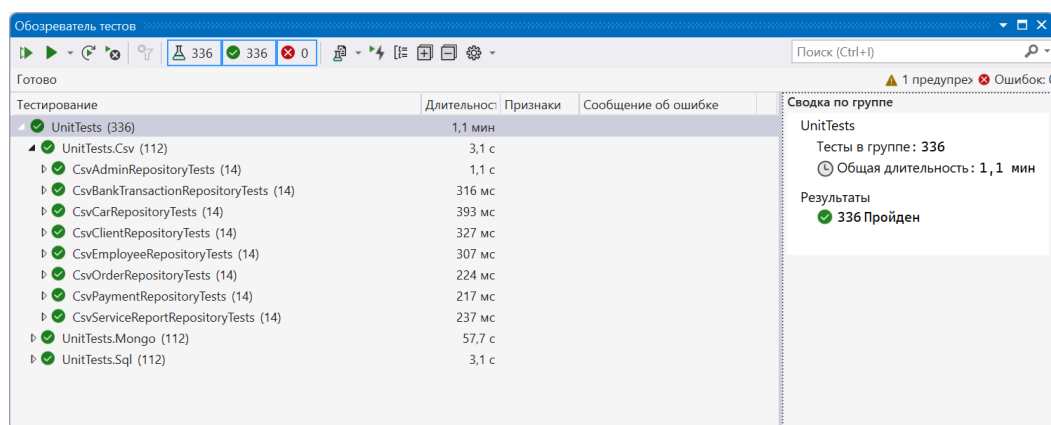 Обозреватель тестов
336 336 0
Поиск (Ctrl+I)
Готово
1 предупреж Ошибок: 0
Тестирование Длительност Признаки Сообщение об ошибке
UnitTests (336) 1,1 мин
UnitTests.Csv (112) 3,1 с
CsvAdminRepositoryTests (14) 1,1 с
CsvBankTransactionRepositoryTests (14) 316 мс
CsvCarRepositoryTests (14) 393 мс
CsvClientRepositoryTests (14) 327 мс
CsvEmployeeRepositoryTests (14) 307 мс
CsvOrderRepositoryTests (14) 224 мс
CsvPaymentRepositoryTests (14) 217 мс
CsvServiceReportRepositoryTests (14) 237 мс
UnitTests.Mongo (112) 57,7 с
UnitTests.Sql (112) 3,1 с
Сводка по группе
UnitTests
Тесты в группе: 336
Общая длительность: 1,1 мин
Результаты
336 Пройден